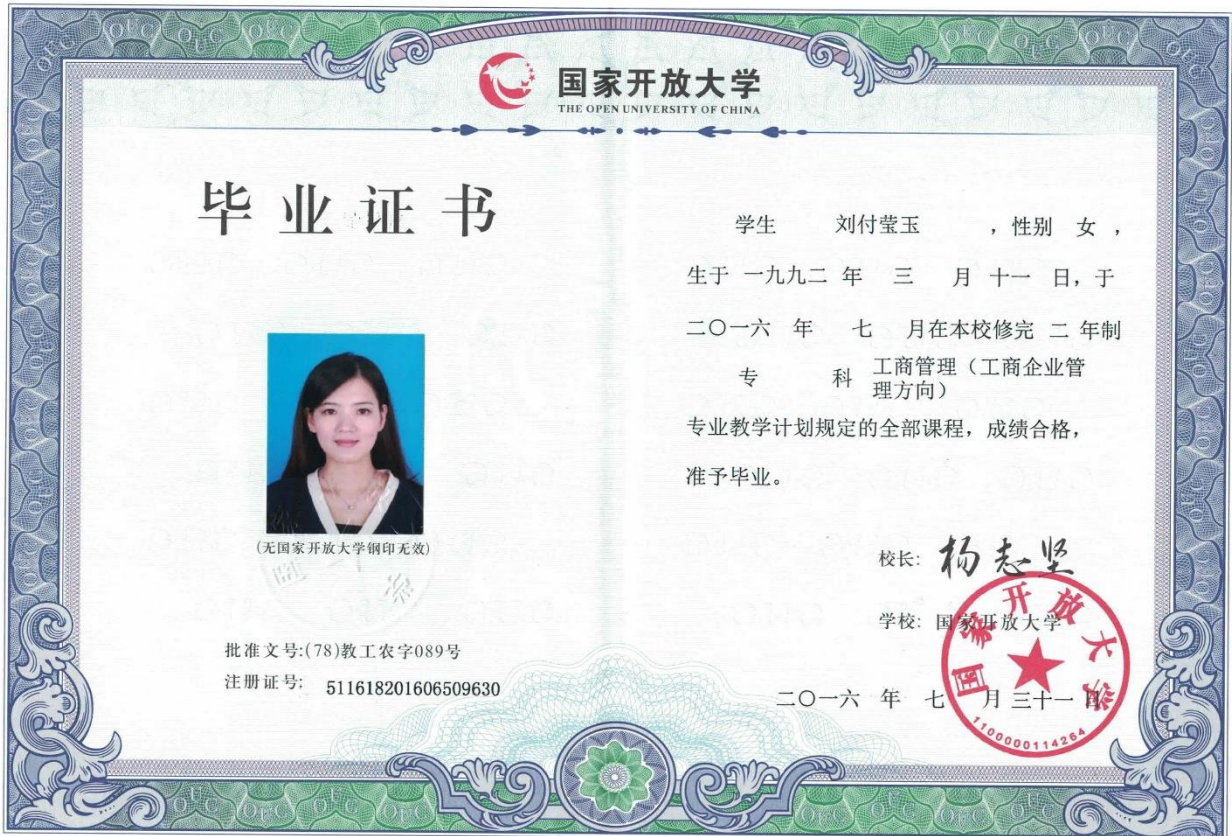 国家开放大学
THE OPEN UNIVERSITY OF CHINA
毕业证书
(无国家开放大学钢印无效)
批准文号:(78)教工农字089号
注册证号: 511618201606509630
学生 刘付莹玉 ，性别 女，
生于 一九九二 年 三 月 十一 日，于
二〇一六 年 七 月在本校修完 二 年制
专 科 工商管理（工商企业管
理方向）
专业教学计划规定的全部课程，成绩合格，
准予毕业。
校长: 杨志坚
学校: 国家开放大学
二〇一六 年 七 月 三十一 日
国家开放大学
1100000114264